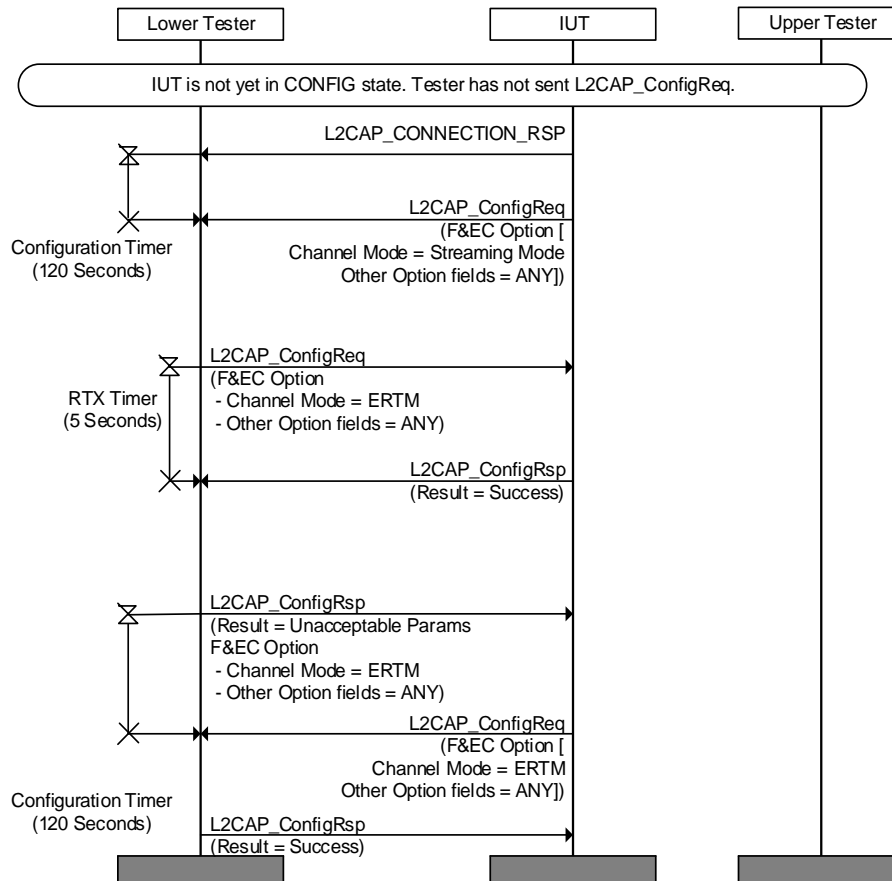 Lower Tester
IUT
Upper Tester
IUT is not yet in CONFIG state. Tester has not sent L2CAP_ConfigReq.
L2CAP_CONNECTION_RSP
L2CAP_ConfigReq
(F&EC Option [
Channel Mode = Streaming Mode
Other Option fields = ANY])
Configuration Timer
(120 Seconds)
L2CAP_ConfigReq
(F&EC Option
- Channel Mode = ERTM
- Other Option fields = ANY)
RTX Timer
(5 Seconds)
L2CAP_ConfigRsp
(Result = Success)
L2CAP_ConfigRsp
(Result = Unacceptable Params
F&EC Option
- Channel Mode = ERTM
- Other Option fields = ANY)
L2CAP_ConfigReq
(F&EC Option [
Channel Mode = ERTM
Other Option fields = ANY])
Configuration Timer
(120 Seconds)
L2CAP_ConfigRsp
(Result = Success)